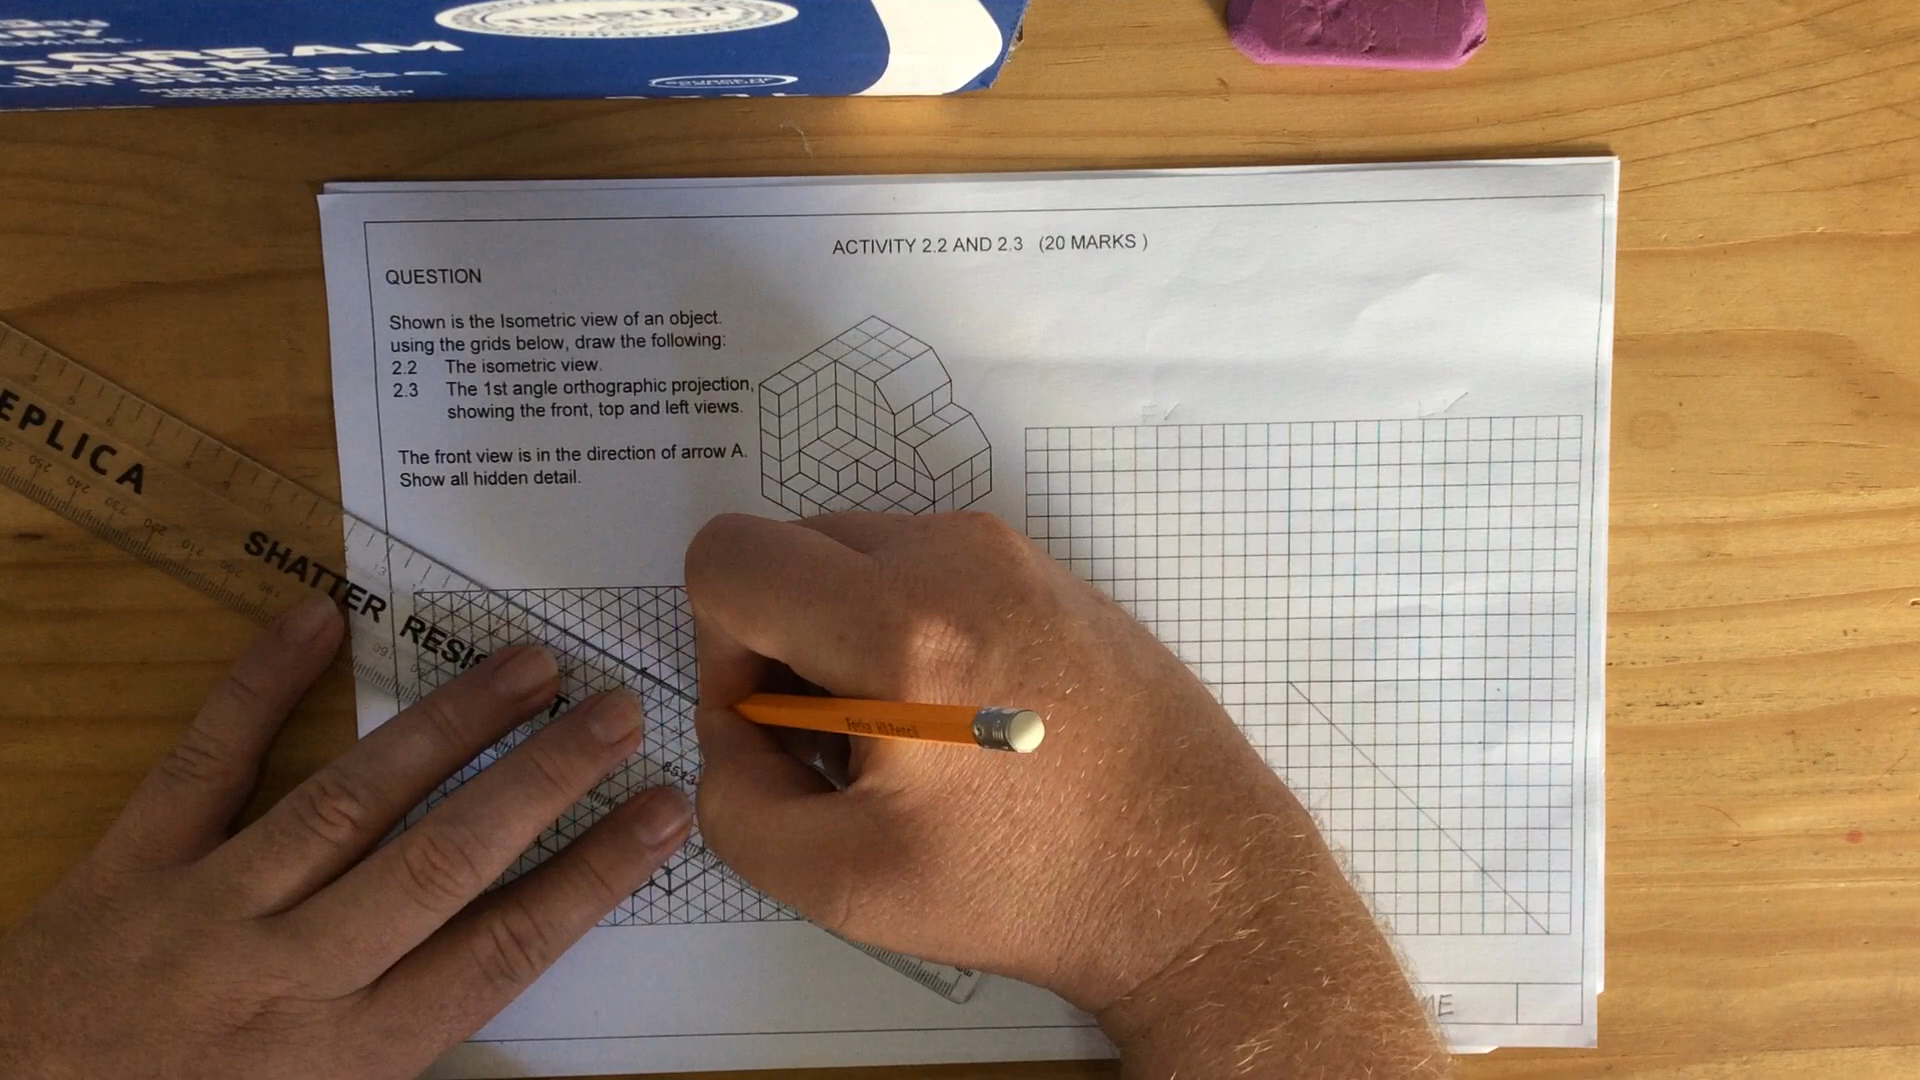 TRUSTED
ACTIVITY 2.2 AND 2.3 (20 MARKS )
QUESTION
Shown is the Isometric view of an object.
using the grids below, draw the following:
2.2 The isometric view.
2.3 The 1st angle orthographic projection,
showing the front, top and left views.
The front view is in the direction of arrow A.
Show all hidden detail.
FV
EPLICA
SHATTER RESIST